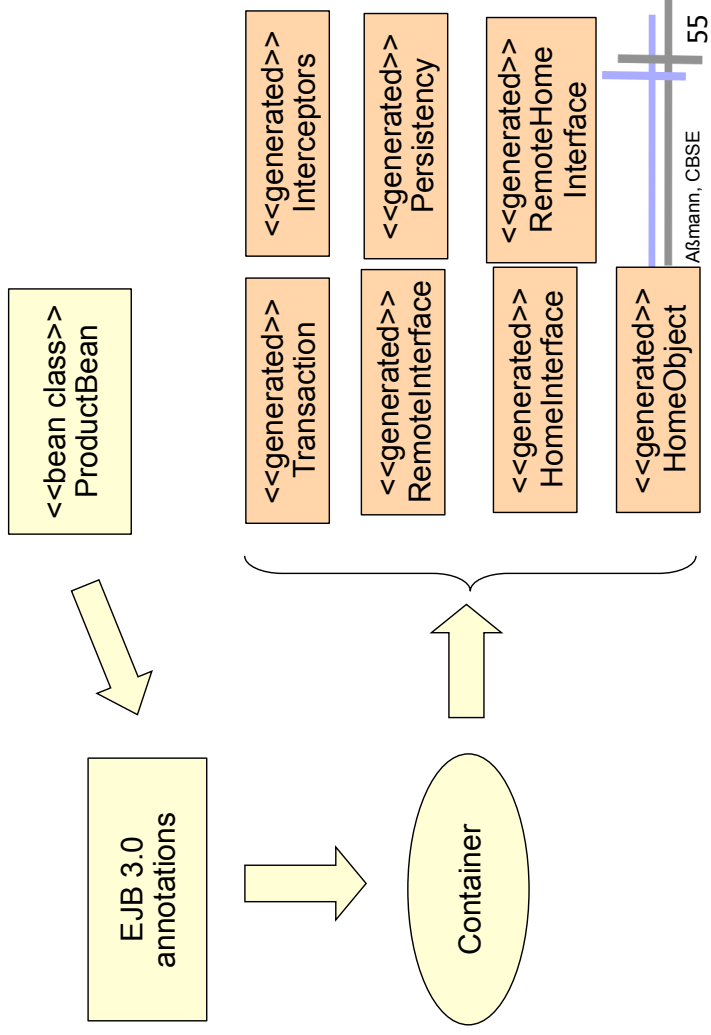 <<bean class>>
ProductBean
EJB 3.0
annotations
Container
<<generated>>
Transaction
<<generated>>
Interceptors
<<generated>>
RemoteInterface
<<generated>>
Persistency
<<generated>>
HomeInterface
<<generated>>
RemoteHome
Interface
<<generated>>
HomeObject
Aßmann, CBSE
55